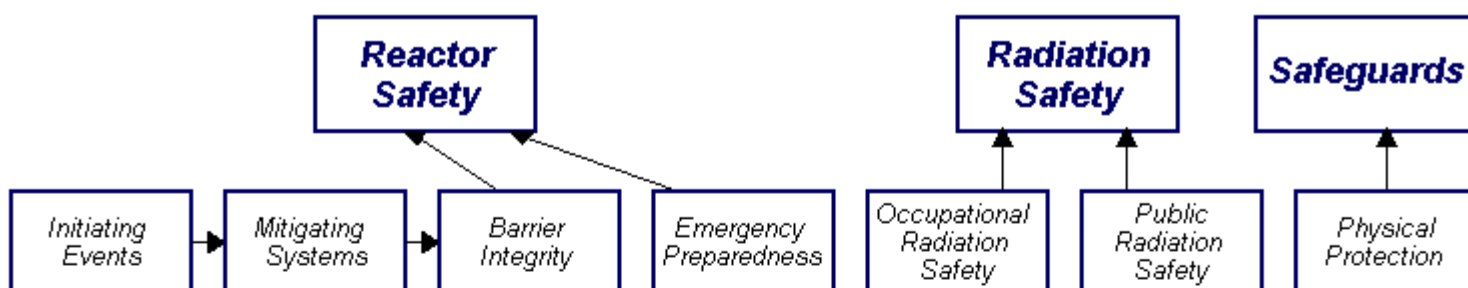 Reactor
Safety
Radiation
Safety
Safeguards
Initiating
Events
Mitigating
Systems
Barrier
Integrity
Emergency
Preparedness
Occupational
Radiation
Safety
Public
Radiation
Safety
Physical
Protection